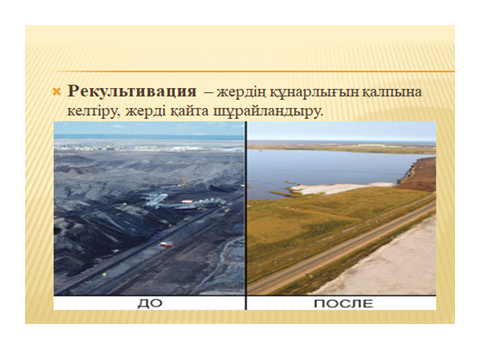 Рекультивация – жердің құнарлығын қалпына
келтіру, жерді қайта шұрайландыру.
ДО
ПОСЛЕ